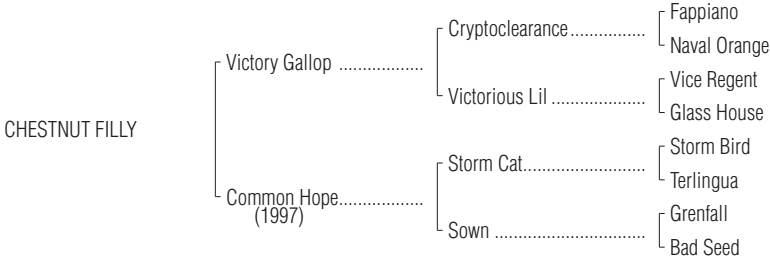 Fappiano
Cryptoclearance...............
Naval Orange
Victory Gallop .................
Vice Regent
Victorious Lil ...................
Glass House
CHESTNUT FILLY
Storm Bird
Storm Cat.........................
Terlingua
Common Hope.................
(1997)
Grenfall
Sown ..............................
Bad Seed